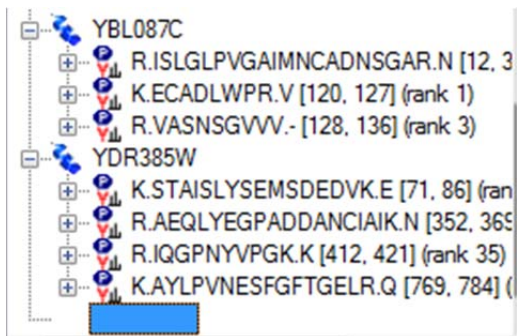 YBL087C
R.ISLGLPVGAIMNCADNSGAR.N [12, 3
K.ECADLWPR.V [120, 127] (rank 1)
R.VASNSGVVV.- [128, 136] (rank 3)
YDR385W
K.STAISLYSEMSDEDVK.E [71, 86] (ran
R.AEQLYEGPADDANCIAIK.N [352, 369
R.IQGPNYVPGK.K [412, 421] (rank 35)
K.AYLPVNESFGFTGELR.Q [769, 784] (